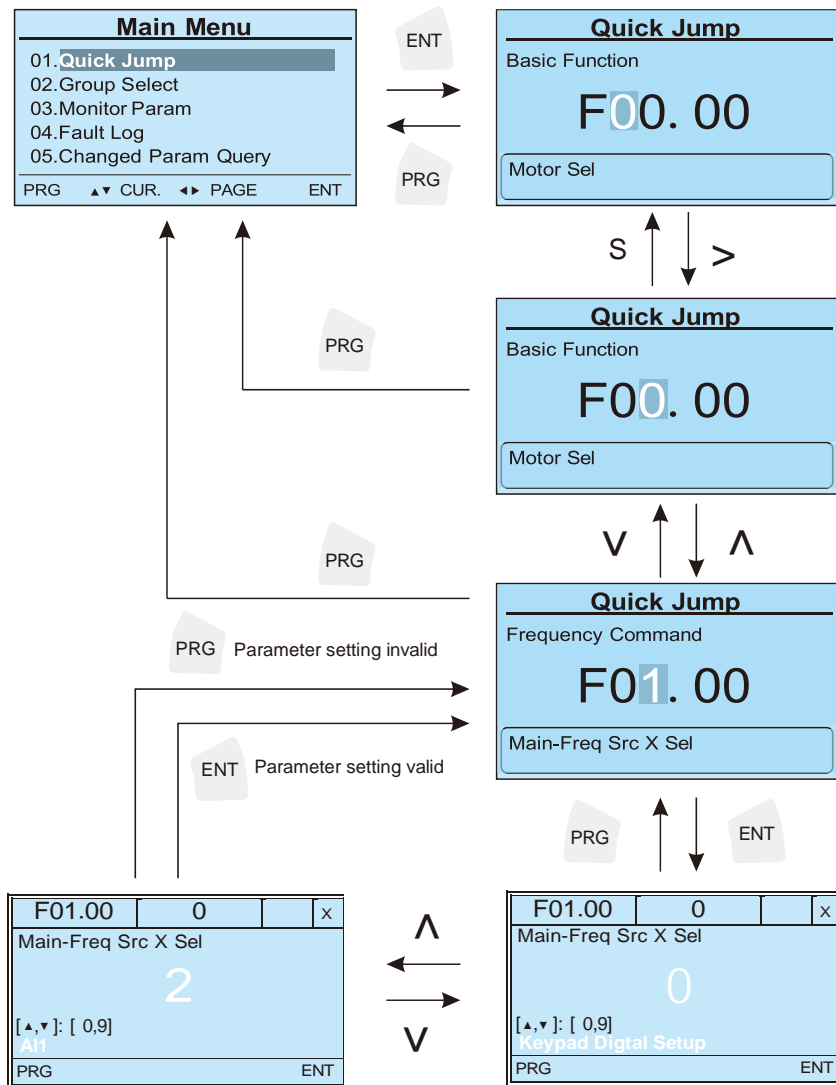 Main Menu
01.Quick Jump
02.Group Select
03.Monitor Param
04.Fault Log
05.Changed Param Query
PRG ▲▼ CUR. ◄► PAGE ENT
ENT
PRG
Quick Jump
Basic Function
F00. 00
Motor Sel
S >
Quick Jump
Basic Function
F00. 00
Motor Sel
PRG
V Λ
PRG
Quick Jump
Frequency Command
F01. 00
Main-Freq Src X Sel
PRG Parameter setting invalid
ENT Parameter setting valid
PRG ENT
F01.00 0 X
Main-Freq Src X Sel
2
[▲,▼]: [ 0,9]
AI1
PRG ENT
Λ
V
F01.00 0 X
Main-Freq Src X Sel
0
[▲,▼]: [ 0,9]
Keypad Digtal Setup
PRG ENT